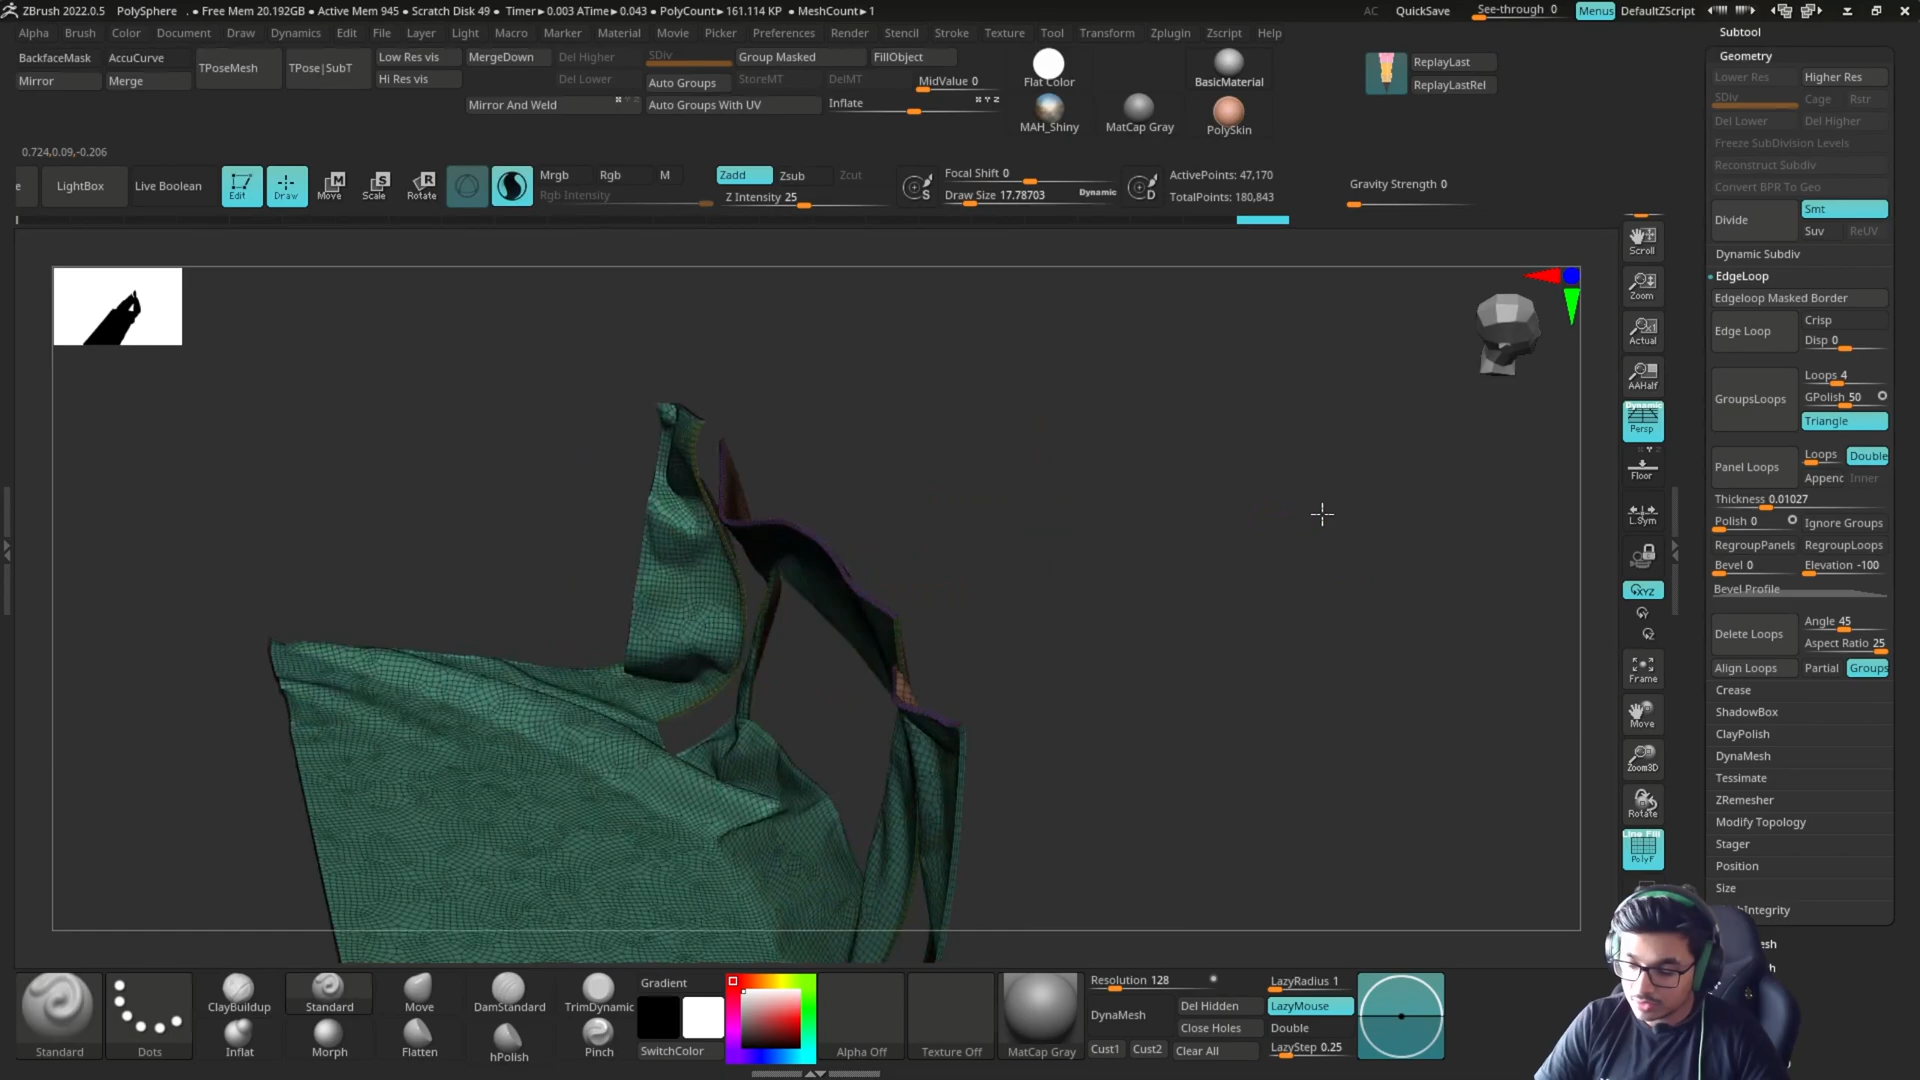 ZBrush 2022.0.5 PolySphere . • Free Mem 20.192GB • Active Mem 945 • Scratch Disk 49 • Timer▸0.003 ATime▸0.043 • PolyCount▸161.114 KP • MeshCount▸1
AC QuickSave See-through 0 Menus DefaultZScript
Alpha Brush Color Document Draw Dynamics Edit File Layer Light Macro Marker Material Movie Picker Preferences Render Stencil Stroke Texture Tool Transform Zplugin Zscript Help
BackfaceMask AccuCurve
Mirror Merge
TPoseMesh TPose|SubT
Low Res vis
Hi Res vis
MergeDown Del Higher
Del Lower
SDiv
Auto Groups
Group Masked FillObject
StoreMT DelMT MidValue 0
Mirror And Weld Auto Groups With UV Inflate
Flat Color BasicMaterial
MAH_Shiny MatCap Gray PolySkin
ReplayLast
ReplayLastRel
0.724,0.09,-0.206
e LightBox Live Boolean Edit Draw Move Scale Rotate
Mrgb Rgb M
Rgb Intensity
Zadd Zsub Zcut
Z Intensity 25
S
Focal Shift 0
Draw Size 17.78703 Dynamic
D
ActivePoints: 47,170
TotalPoints: 180,843
Gravity Strength 0
Scroll
Zoom
Actual
AAHalf
Dynamic
Persp
Floor
L.Sym
XYZ
Frame
Move
Zoom3D
Rotate
Line Fill
PolyF
Subtool
Geometry
Lower Res Higher Res
SDiv Cage Rstr
Del Lower Del Higher
Freeze SubDivision Levels
Reconstruct Subdiv
Convert BPR To Geo
Divide Smt
Suv ReUV
Dynamic Subdiv
EdgeLoop
Edgeloop Masked Border
Edge Loop Crisp
Disp 0
GroupsLoops Loops 4
GPolish 50
Triangle
Panel Loops Loops Double
Appenc Inner
Thickness 0.01027
Polish 0 Ignore Groups
RegroupPanels RegroupLoops
Bevel 0 Elevation -100
Bevel Profile
Delete Loops Angle 45
Aspect Ratio 25
Align Loops Partial Groups
Crease
ShadowBox
ClayPolish
DynaMesh
Tessimate
ZRemesher
Modify Topology
Stager
Position
Size
Integrity
Standard Dots
ClayBuildup Standard Move DamStandard TrimDynamic
Inflat Morph Flatten hPolish Pinch
Gradient
SwitchColor
Alpha Off Texture Off MatCap Gray
Resolution 128
DynaMesh
Cust1 Cust2
Del Hidden
Close Holes
Clear All
LazyRadius 1
LazyMouse
Double
LazyStep 0.25